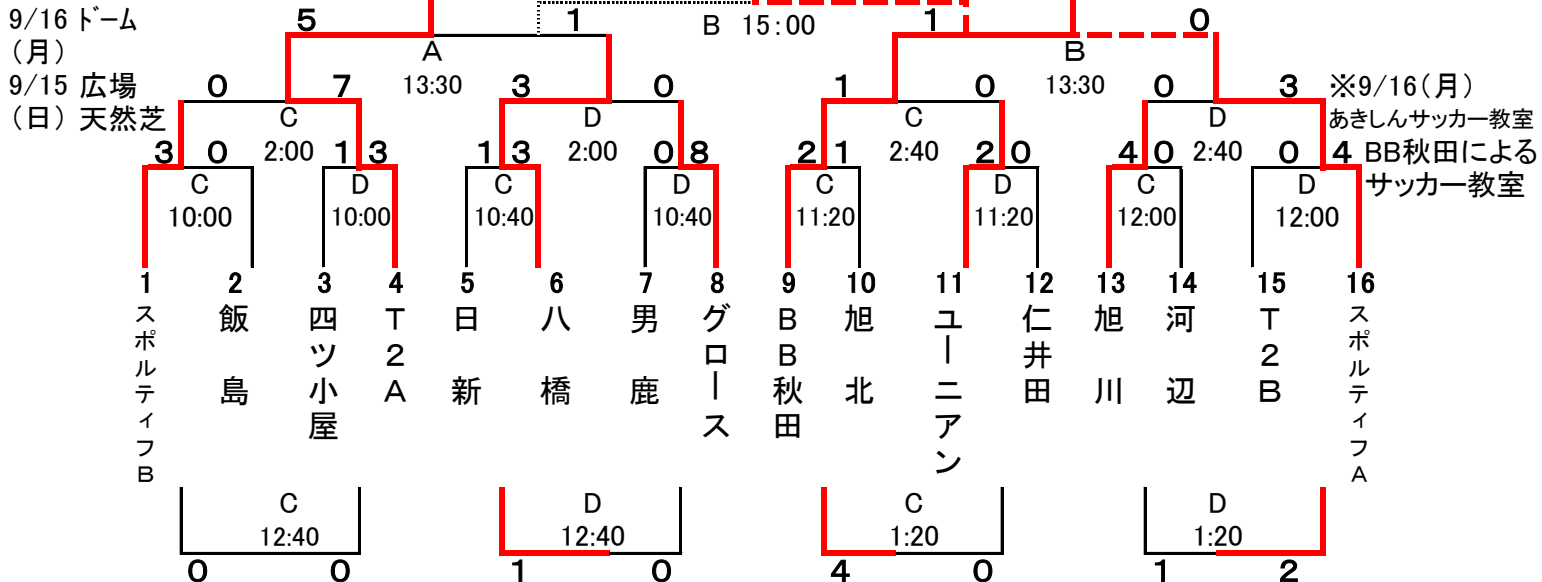 9/16 ドーム
(月)
5 1 B 15:00 1 0
A B
9/15 広場
(日) 天然芝
0 7 13:30 3 0 1 0 13:30 0 3
※9/16(月)
あきしんサッカー教室
BB秋田による
サッカー教室
C D C D
3 0 2:00 1 3 1 3 2:00 0 8 2 1 2:40 2 0 4 0 2:40 0 4
C D C D C D C D
10:00 10:00 10:40 10:40 11:20 11:20 12:00 12:00
1 2 3 4 5 6 7 8 9 10 11 12 13 14 15 16
スポルティフB
飯島
四ツ小屋
T2A
日新
八橋
男鹿
グロース
BB秋田
旭北
ユーニアン
仁井田
旭川
河辺
T2B
スポルティフA
C D C D
12:40 12:40 1:20 1:20
0 0 1 0 4 0 1 2